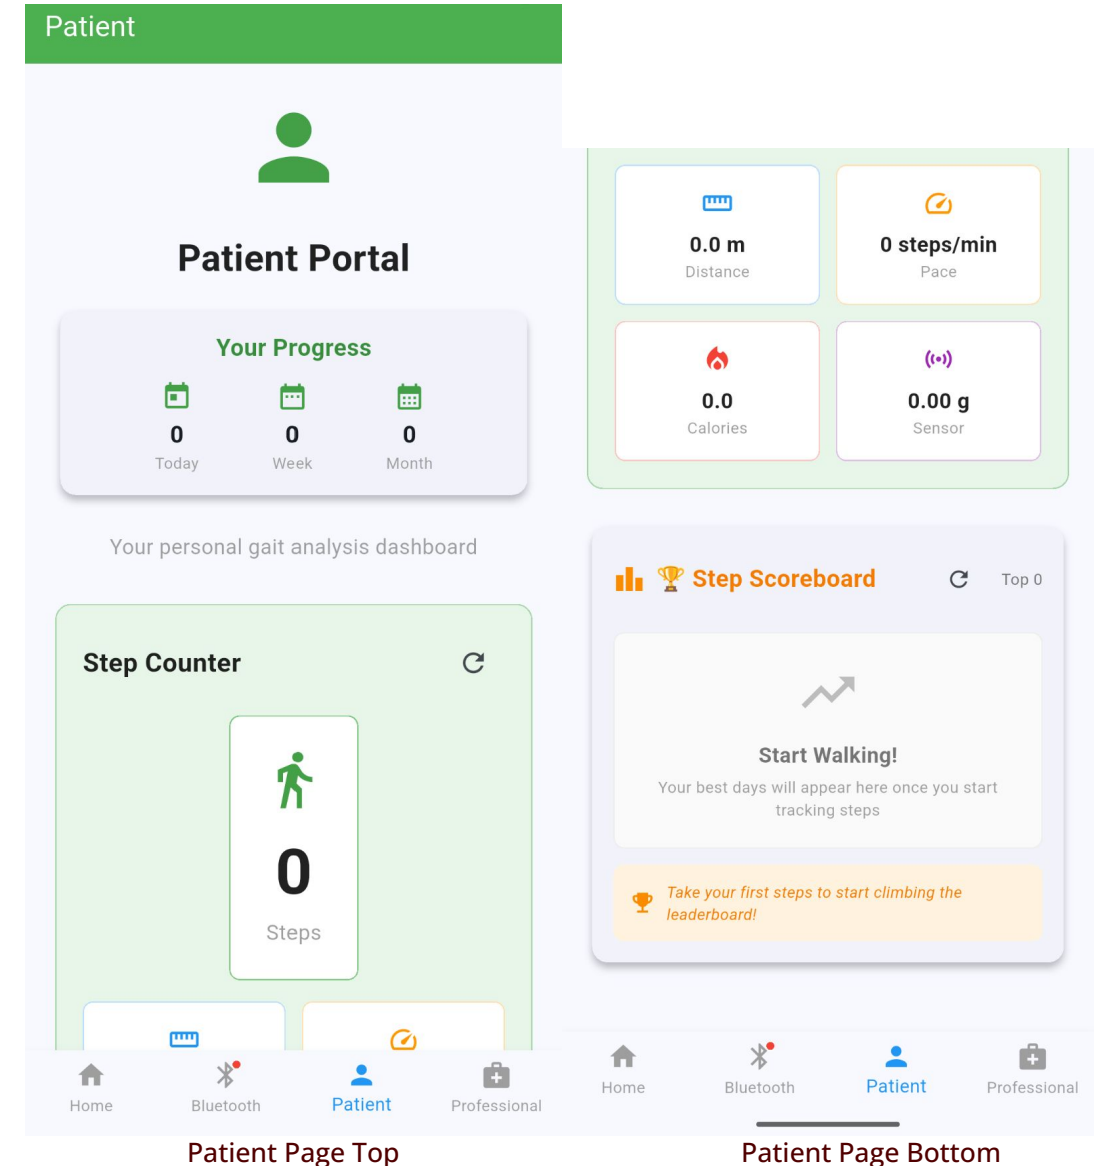 Patient
Patient Portal
Your Progress
0 0 0
Today Week Month
Your personal gait analysis dashboard
Step Counter
0
Steps
Home Bluetooth Patient Professional
Patient Page Top
0.0 m 0 steps/min
Distance Pace
0.0 0.00 g
Calories Sensor
Step Scoreboard Top 0
Start Walking!
Your best days will appear here once you start
tracking steps
Take your first steps to start climbing the
leaderboard!
Home Bluetooth Patient Professional
Patient Page Bottom